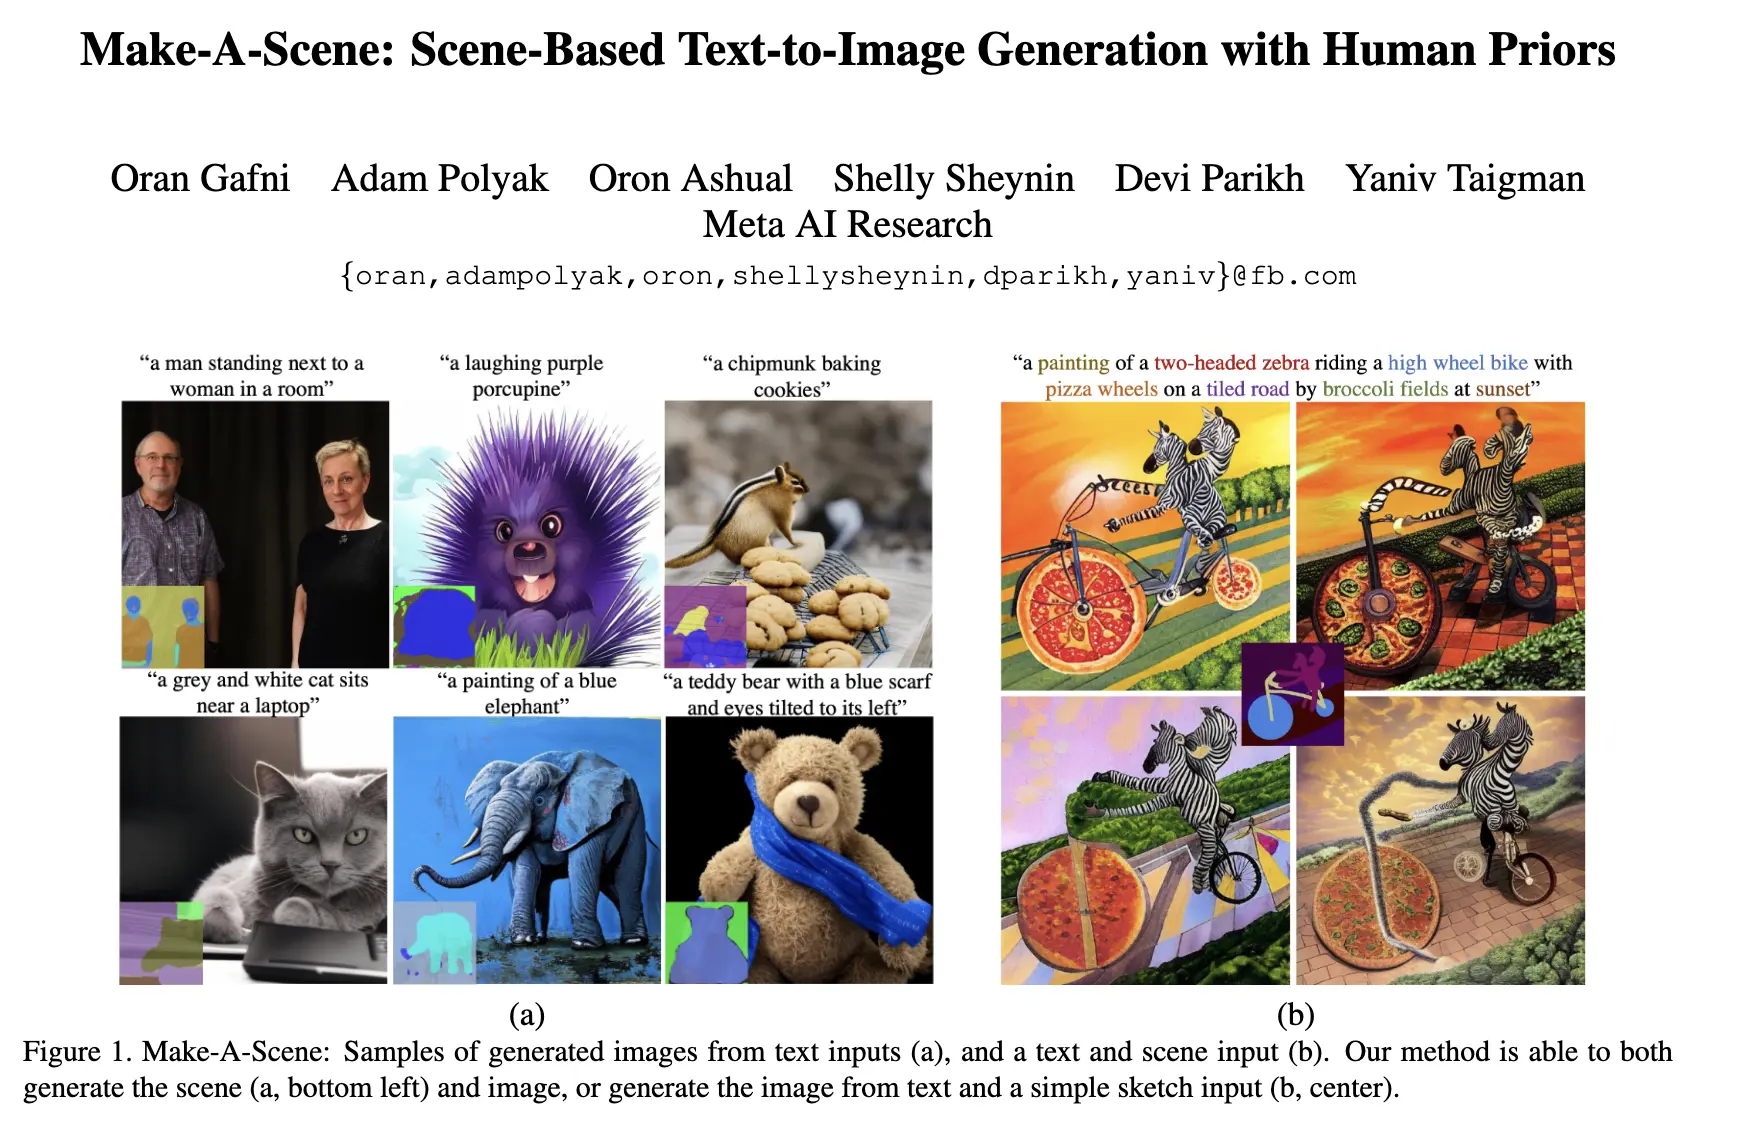 Make-A-Scene: Scene-Based Text-to-Image Generation with Human Priors
Oran Gafni Adam Polyak Oron Ashual Shelly Sheynin Devi Parikh Yaniv Taigman
Meta AI Research
{oran,adampolyak,oron,shellysheynin,dparikh,yaniv}@fb.com
“a man standing next to a
woman in a room”
“a laughing purple
porcupine”
“a chipmunk baking
cookies”
“a grey and white cat sits
near a laptop”
“a painting of a blue
elephant”
“a teddy bear with a blue scarf
and eyes tilted to its left”
(a)
“a painting of a two-headed zebra riding a high wheel bike with
pizza wheels on a tiled road by broccoli fields at sunset”
(b)
Figure 1. Make-A-Scene: Samples of generated images from text inputs (a), and a text and scene input (b). Our method is able to both
generate the scene (a, bottom left) and image, or generate the image from text and a simple sketch input (b, center).